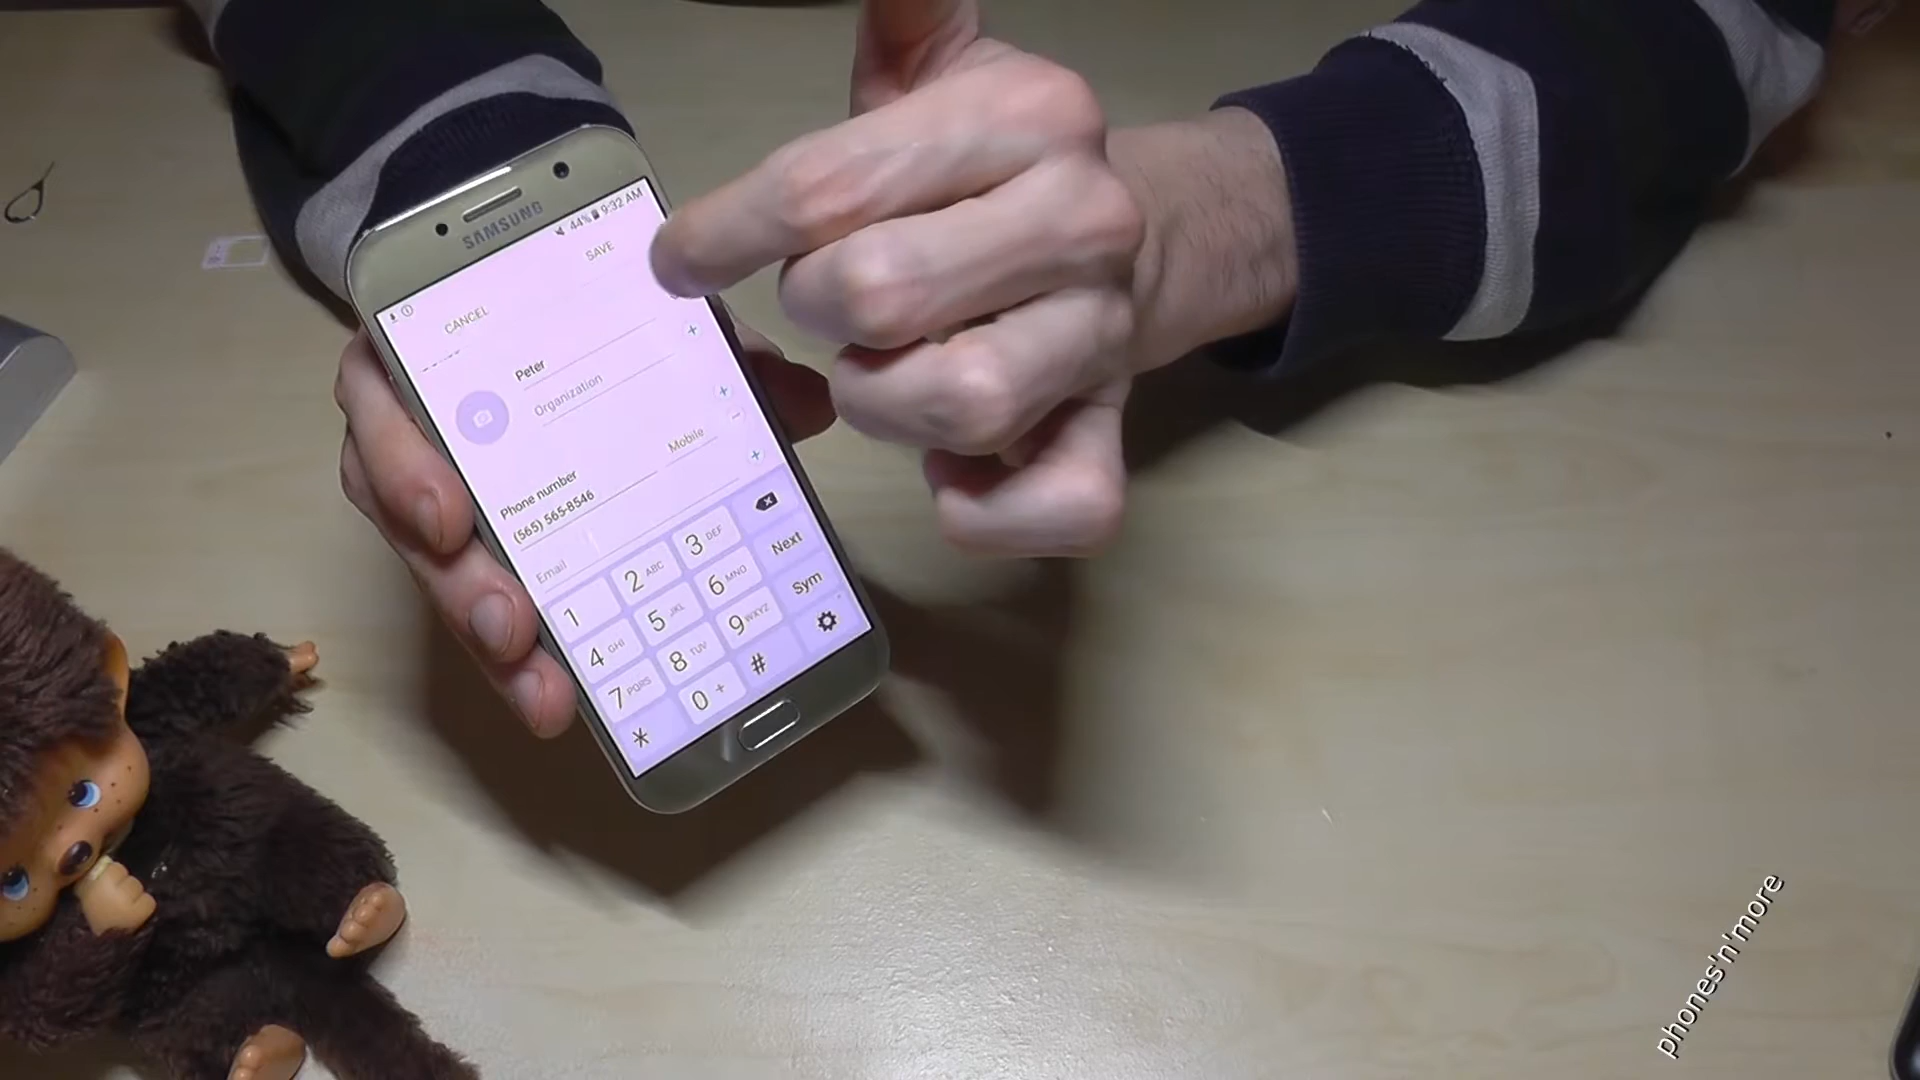 SAMSUNG
44% 9:32 AM
CANCEL SAVE
Peter
Organization
Phone number
(565) 565-8546 Mobile
Email
1 2 ABC 3 DEF
4 GHI 5 JKL 6 MNO Next
7 PQRS 8 TUV 9 WXYZ Sym
* 0 + #
phones'n'more